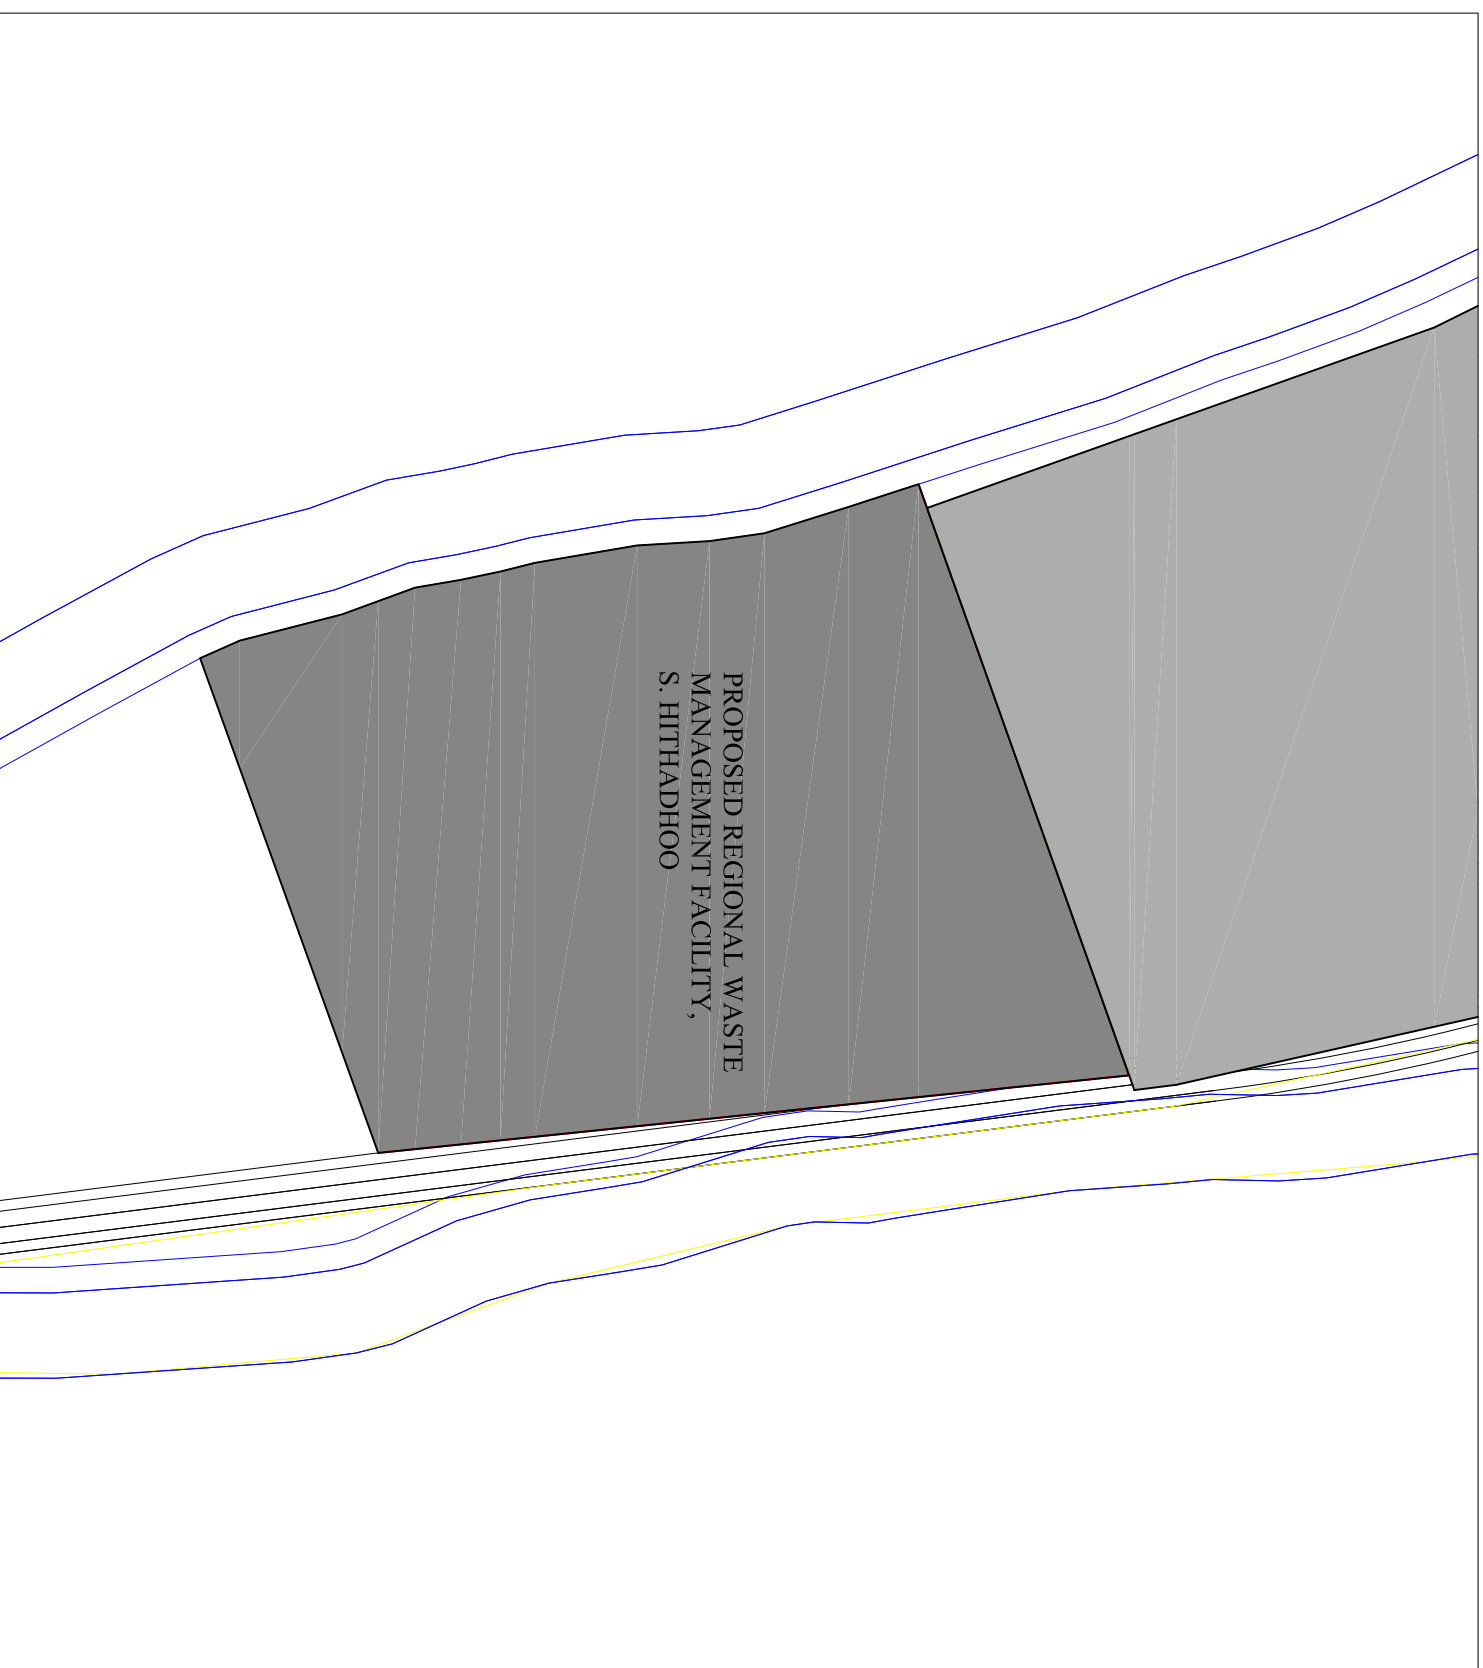 PROPOSED REGIONAL WASTE
MANAGEMENT FACILITY,
S. HITHADHOO